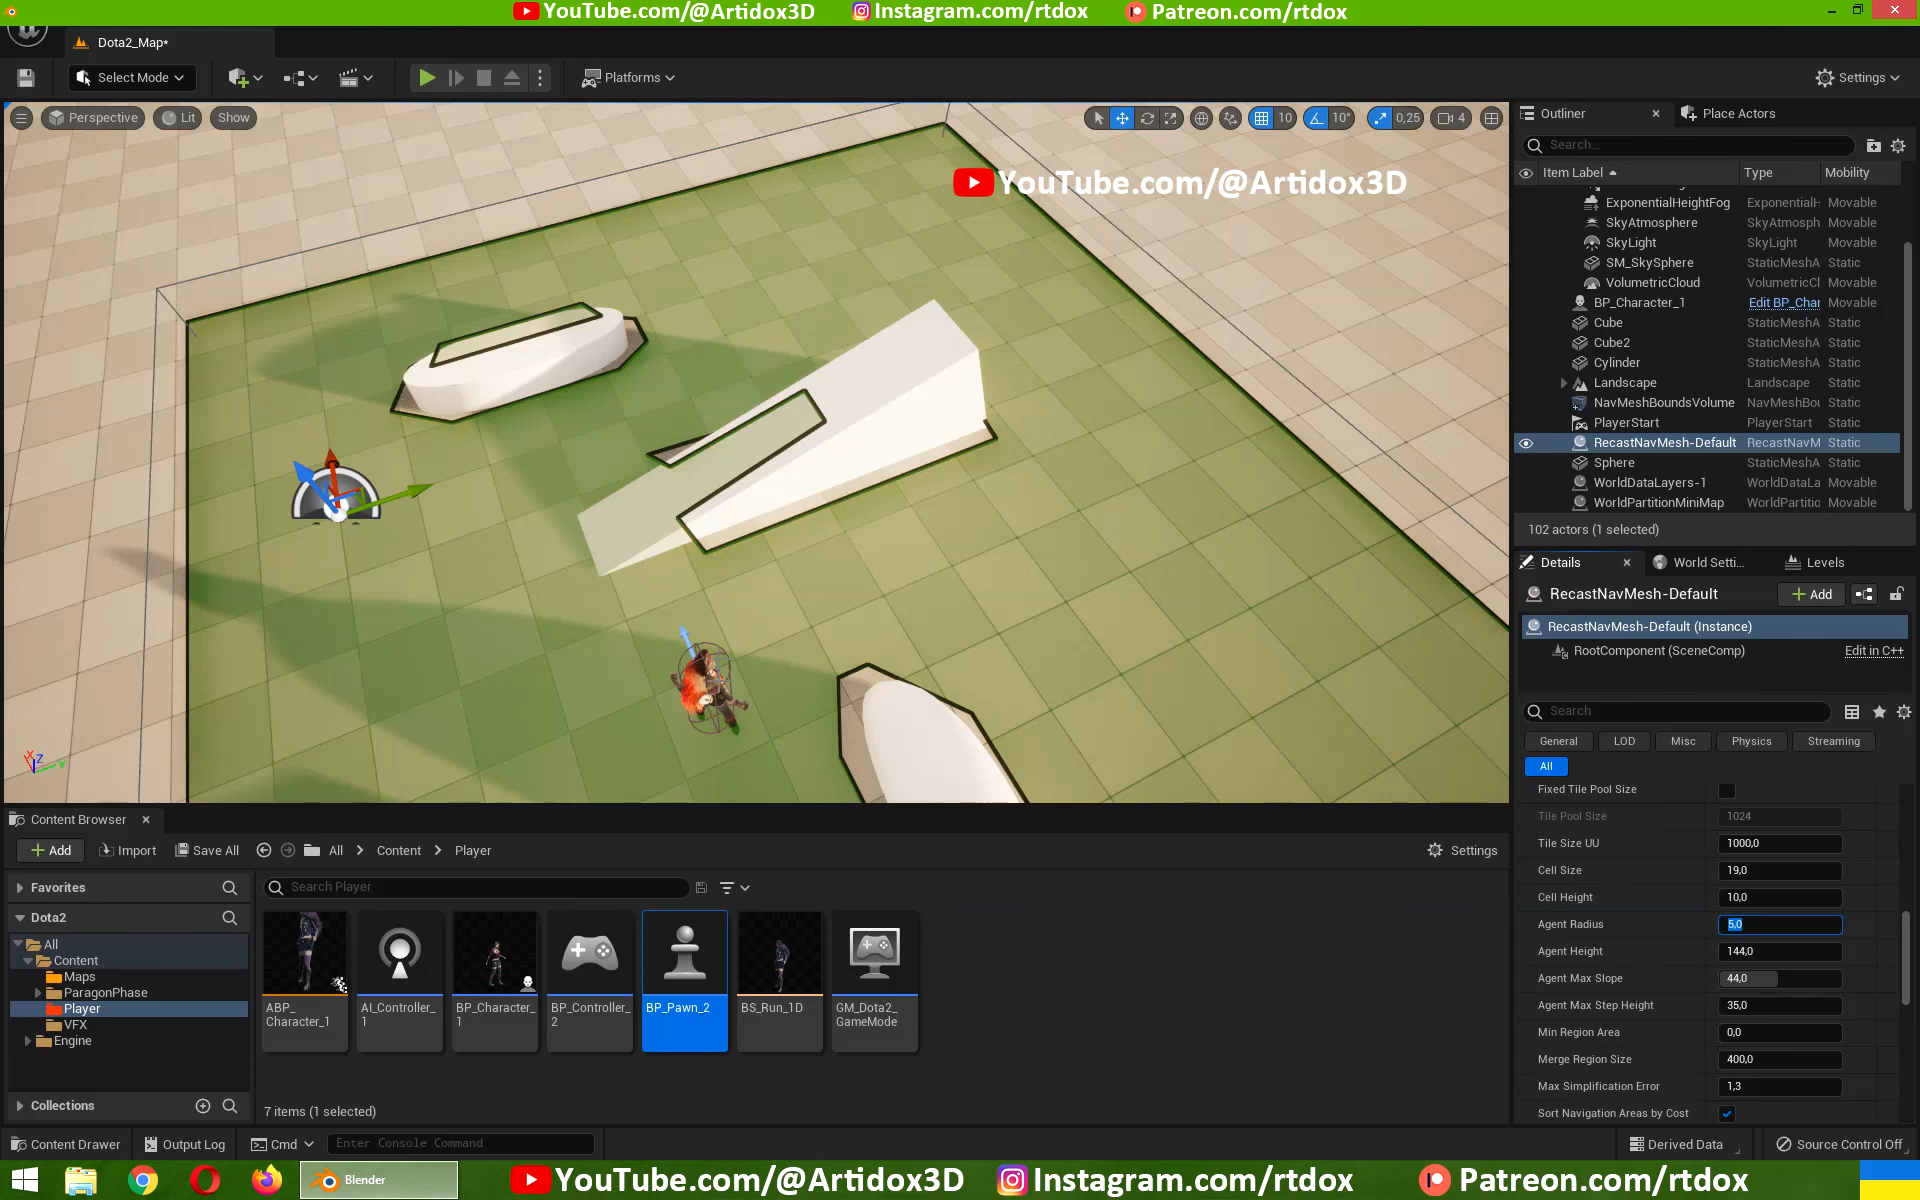 YouTube.com/@Artidox3D Instagram.com/rtdox Patreon.com/rtdox
Dota2_Map*
Select Mode Platforms Settings
Perspective Lit Show 10 10° 0,25 4
YouTube.com/@Artidox3D
Outliner Place Actors
Search...
Item Label Type Mobility
ExponentialHeightFog ExponentialH Movable
SkyAtmosphere SkyAtmosph Movable
SkyLight SkyLight Movable
SM_SkySphere StaticMeshA Static
VolumetricCloud VolumetricCl Movable
BP_Character_1 Edit BP_Char Movable
Cube StaticMeshA Static
Cube2 StaticMeshA Static
Cylinder StaticMeshA Static
Landscape Landscape Static
NavMeshBoundsVolume NavMeshBou Static
PlayerStart PlayerStart Static
RecastNavMesh-Default RecastNavM Static
Sphere StaticMeshA Static
WorldDataLayers-1 WorldDataLa Movable
WorldPartitionMiniMap WorldPartitio Movable
102 actors (1 selected)
Details World Setti... Levels
RecastNavMesh-Default Add
RecastNavMesh-Default (Instance)
RootComponent (SceneComp) Edit in C++
Search
General LOD Misc Physics Streaming
All
Fixed Tile Pool Size
Tile Pool Size 1024
Tile Size UU 1000,0
Cell Size 19,0
Cell Height 10,0
Agent Radius 5,0
Agent Height 144,0
Agent Max Slope 44,0
Agent Max Step Height 35,0
Min Region Area 0,0
Merge Region Size 400,0
Max Simplification Error 1,3
Sort Navigation Areas by Cost
X Z Y
Content Browser
Add Import Save All All Content Player Settings
Favorites
Search Player
Dota2
All
Content
Maps
ParagonPhase
Player
VFX
Engine
Collections
ABP_
Character_1
AI_Controller_
1
BP_Character_
1
BP_Controller_
2
BP_Pawn_2
BS_Run_1D
GM_Dota2_
GameMode
7 items (1 selected)
Content Drawer Output Log Cmd Enter Console Command Derived Data Source Control Off
Blender YouTube.com/@Artidox3D Instagram.com/rtdox Patreon.com/rtdox